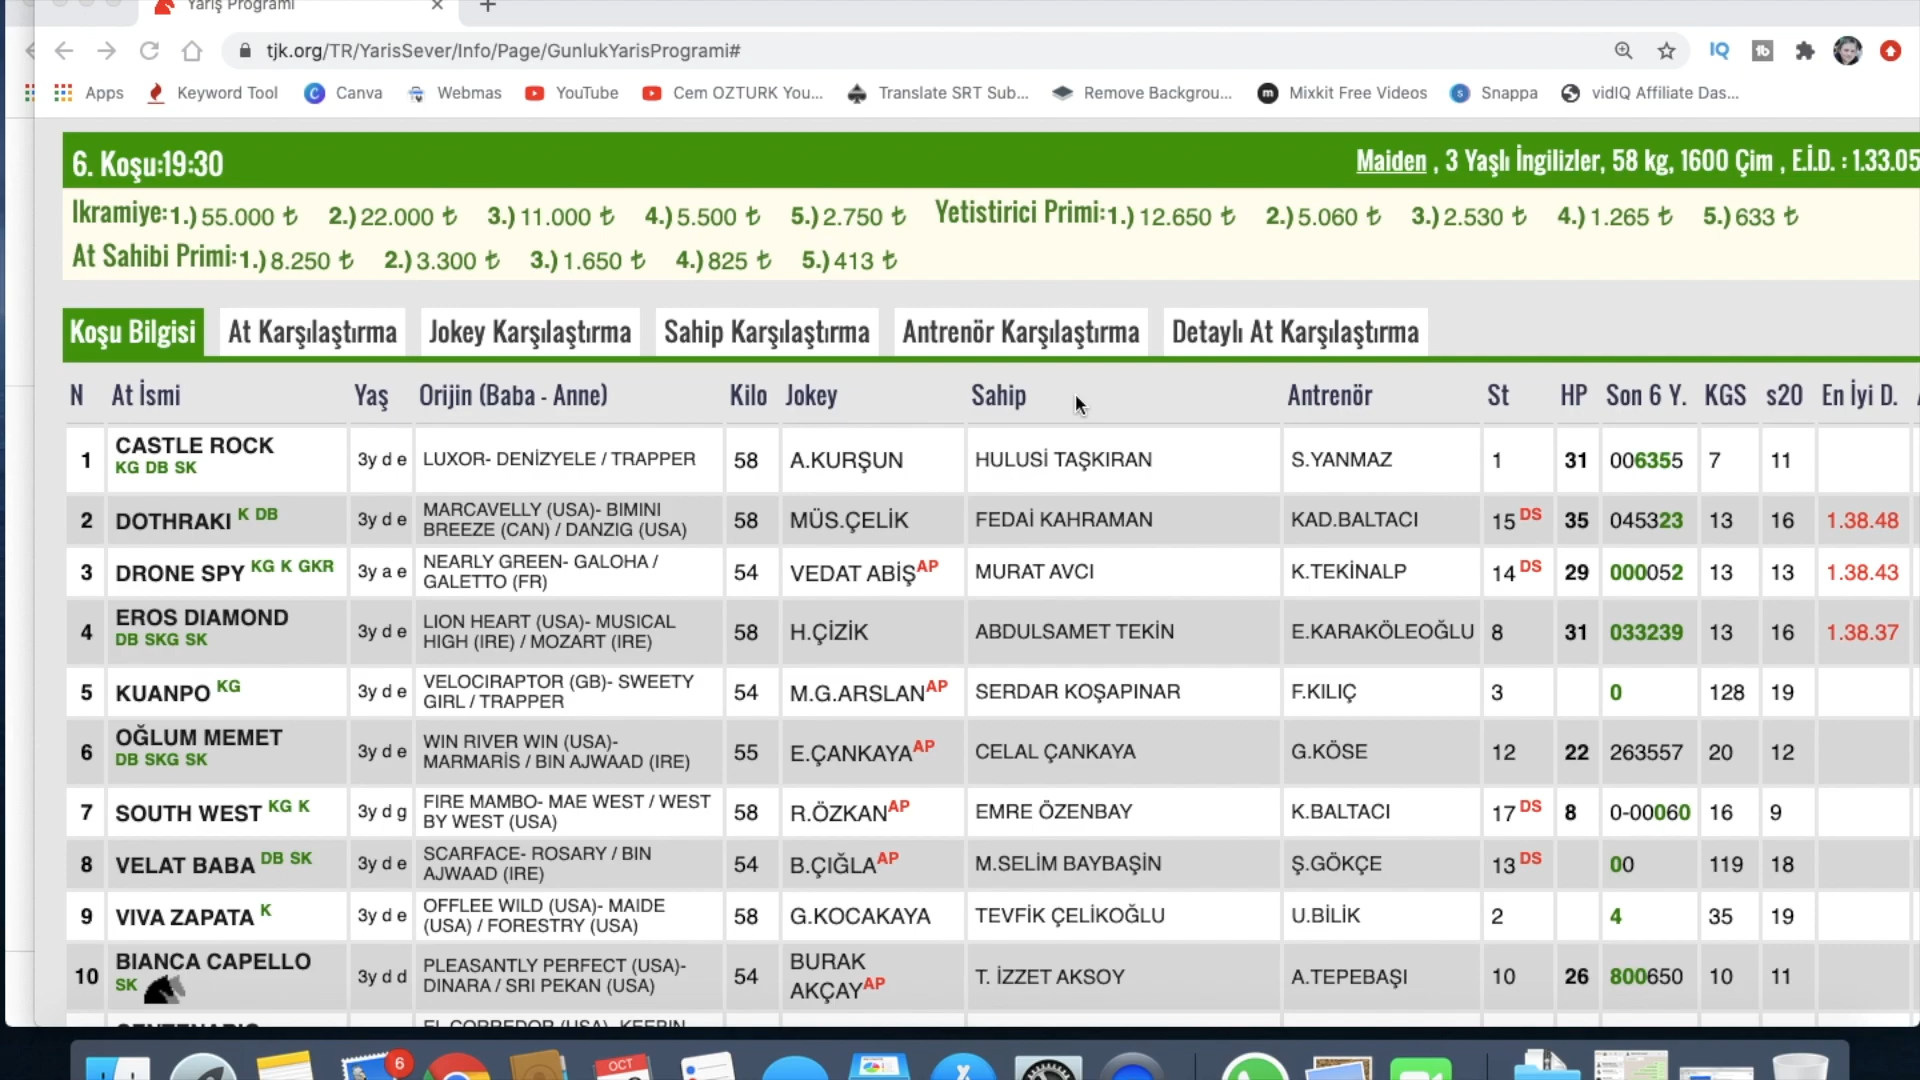 Yarış Programı
tjk.org/TR/YarisSever/Info/Page/GunlukYarisProgrami#
Apps Keyword Tool Canva Webmas YouTube Cem OZTURK You... Translate SRT Sub... Remove Backgrou... Mixkit Free Videos Snappa vidIQ Affiliate Das...
6. Koşu:19:30 Maiden , 3 Yaşlı İngilizler, 58 kg, 1600 Çim , E.İ.D. : 1.33.05
Ikramiye:1.) 55.000 ₺ 2.) 22.000 ₺ 3.) 11.000 ₺ 4.) 5.500 ₺ 5.) 2.750 ₺ Yetistirici Primi:1.) 12.650 ₺ 2.) 5.060 ₺ 3.) 2.530 ₺ 4.) 1.265 ₺ 5.) 633 ₺
At Sahibi Primi:1.) 8.250 ₺ 2.) 3.300 ₺ 3.) 1.650 ₺ 4.) 825 ₺ 5.) 413 ₺
Koşu Bilgisi At Karşılaştırma Jokey Karşılaştırma Sahip Karşılaştırma Antrenör Karşılaştırma Detaylı At Karşılaştırma
N At İsmi Yaş Orijin (Baba - Anne) Kilo Jokey Sahip Antrenör St HP Son 6 Y. KGS s20 En İyi D.
1 CASTLE ROCK KG DB SK 3y d e LUXOR- DENİZYELE / TRAPPER 58 A.KURŞUN HULUSİ TAŞKIRAN S.YANMAZ 1 31 006355 7 11
2 DOTHRAKI K DB 3y d e MARCAVELLY (USA)- BIMINI BREEZE (CAN) / DANZIG (USA) 58 MÜS.ÇELİK FEDAİ KAHRAMAN KAD.BALTACI 15 DS 35 045323 13 16 1.38.48
3 DRONE SPY KG K GKR 3y a e NEARLY GREEN- GALOHA / GALETTO (FR) 54 VEDAT ABİŞ AP MURAT AVCI K.TEKİNALP 14 DS 29 000052 13 13 1.38.43
4 EROS DIAMOND DB SKG SK 3y d e LION HEART (USA)- MUSICAL HIGH (IRE) / MOZART (IRE) 58 H.ÇİZİK ABDULSAMET TEKİN E.KARAKÖLEOĞLU 8 31 033239 13 16 1.38.37
5 KUANPO KG 3y d e VELOCIRAPTOR (GB)- SWEETY GIRL / TRAPPER 54 M.G.ARSLAN AP SERDAR KOŞAPINAR F.KILIÇ 3 0 128 19
6 OĞLUM MEMET DB SKG SK 3y d e WIN RIVER WIN (USA)- MARMARİS / BIN AJWAAD (IRE) 55 E.ÇANKAYA AP CELAL ÇANKAYA G.KÖSE 12 22 263557 20 12
7 SOUTH WEST KG K 3y d g FIRE MAMBO- MAE WEST / WEST BY WEST (USA) 58 R.ÖZKAN AP EMRE ÖZENBAY K.BALTACI 17 DS 8 0-00060 16 9
8 VELAT BABA DB SK 3y d e SCARFACE- ROSARY / BIN AJWAAD (IRE) 54 B.ÇIĞLA AP M.SELİM BAYBAŞİN Ş.GÖKÇE 13 DS 00 119 18
9 VIVA ZAPATA K 3y d e OFFLEE WILD (USA)- MAIDE (USA) / FORESTRY (USA) 58 G.KOCAKAYA TEVFİK ÇELİKOĞLU U.BİLİK 2 4 35 19
10 BIANCA CAPELLO SK 3y d d PLEASANTLY PERFECT (USA)- DINARA / SRI PEKAN (USA) 54 BURAK AKÇAY AP T. İZZET AKSOY A.TEPEBAŞI 10 26 800650 10 11
6
OCT